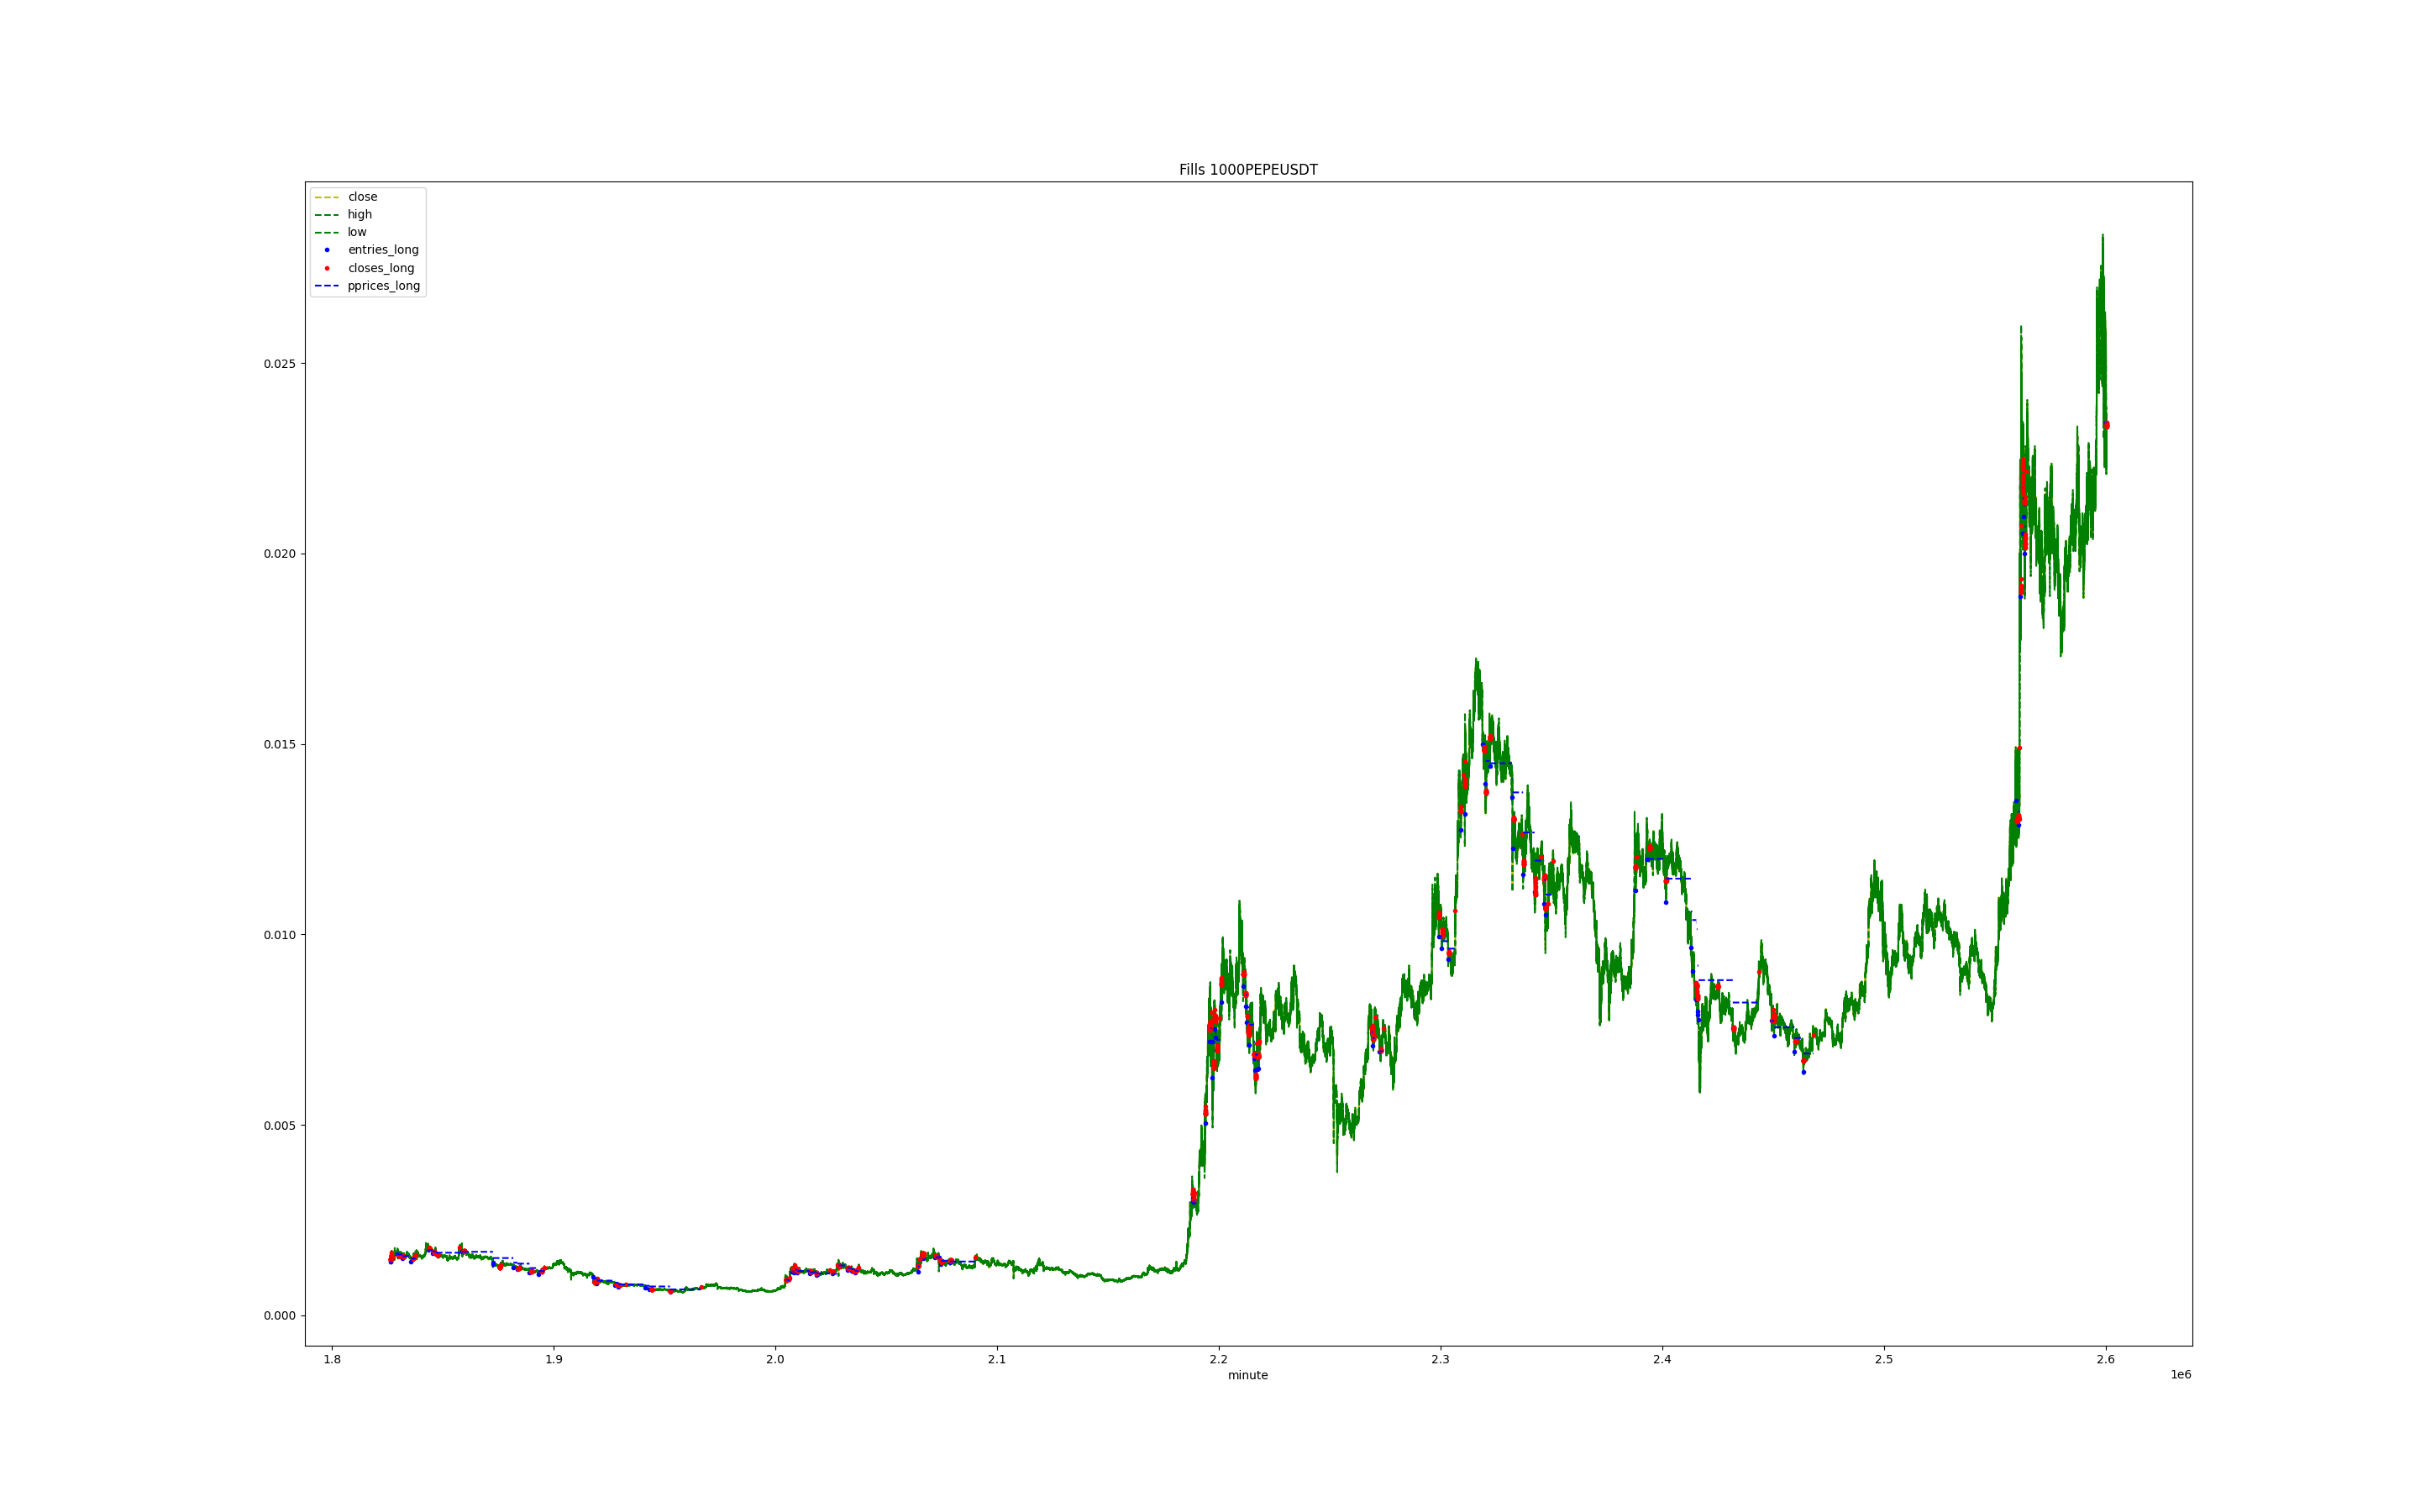 Fills 1000PEPEUSDT
close
high
low
entries_long
closes_long
pprices_long
0.025
0.020
0.015
0.010
0.005
0.000
1.8 1.9 2.0 2.1 2.2 2.3 2.4 2.5 2.6
minute 1e6